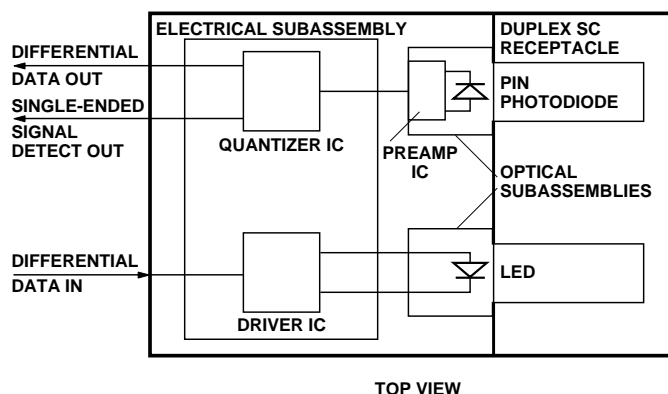 ELECTRICAL SUBASSEMBLY
DUPLEX SC
RECEPTACLE
DIFFERENTIAL
DATA OUT
SINGLE-ENDED
SIGNAL
DETECT OUT
QUANTIZER IC
PREAMP
IC
PIN
PHOTODIODE
OPTICAL
SUBASSEMBLIES
DIFFERENTIAL
DATA IN
DRIVER IC
LED
TOP VIEW